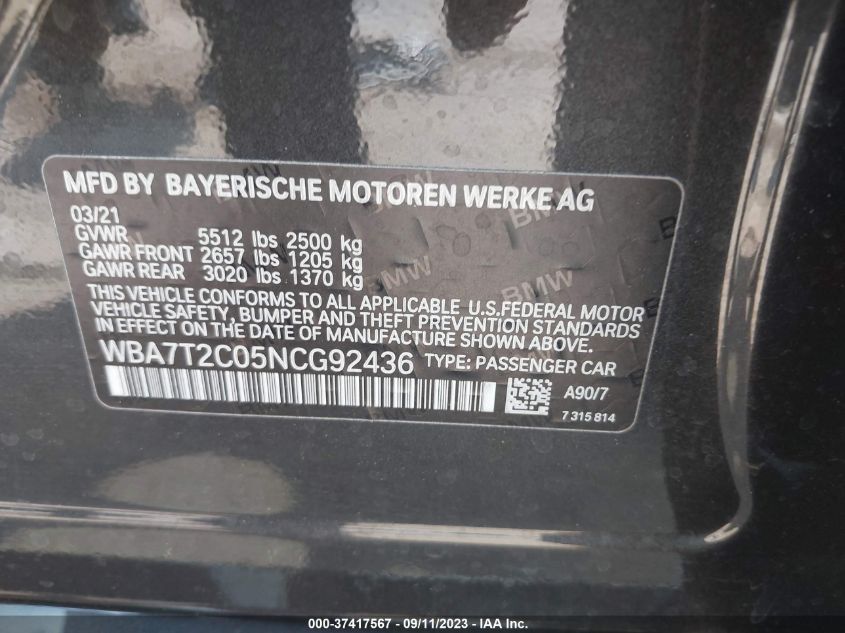 MFD BY BAYERISCHE MOTOREN WERKE AG
03/21
GVWR 5512 lbs 2500 kg
GAWR FRONT 2657 lbs 1205 kg
GAWR REAR 3020 lbs 1370 kg
THIS VEHICLE CONFORMS TO ALL APPLICABLE U.S.FEDERAL MOTOR
VEHICLE SAFETY, BUMPER AND THEFT PREVENTION STANDARDS
IN EFFECT ON THE DATE OF MANUFACTURE SHOWN ABOVE.
WBA7T2C05NCG92436 TYPE: PASSENGER CAR
A90/7
7 315 814
BMW
BMW
BMW
000-37417567 - 09/11/2023 - IAA Inc.